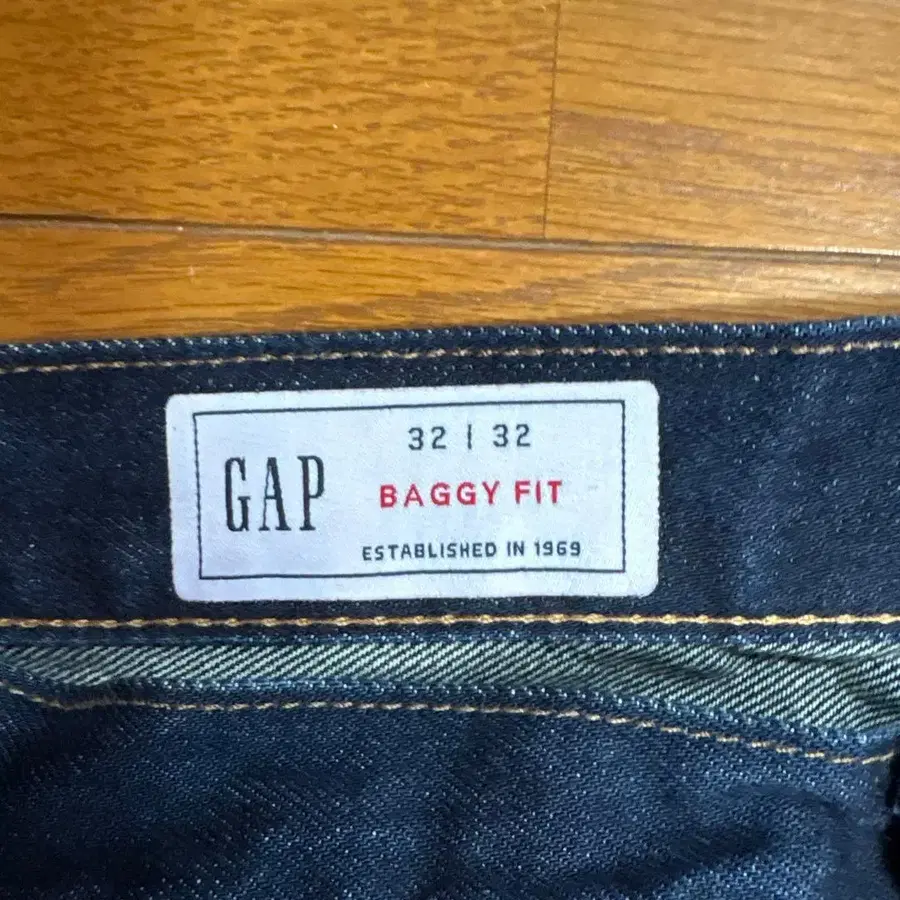 GAP
32 | 32
BAGGY FIT
ESTABLISHED IN 1969